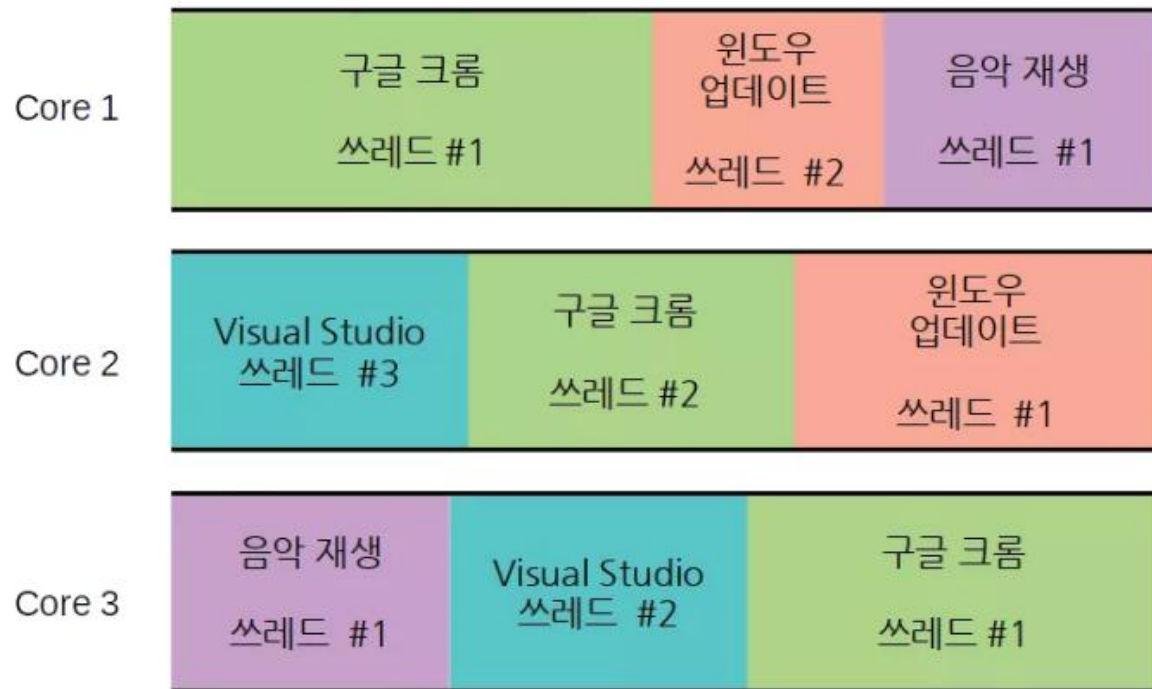 Core 1
구글 크롬
쓰레드 #1
윈도우
업데이트
쓰레드 #2
음악 재생
쓰레드 #1
Core 2
Visual Studio
쓰레드 #3
구글 크롬
쓰레드 #2
윈도우
업데이트
쓰레드 #1
Core 3
음악 재생
쓰레드 #1
Visual Studio
쓰레드 #2
구글 크롬
쓰레드 #1